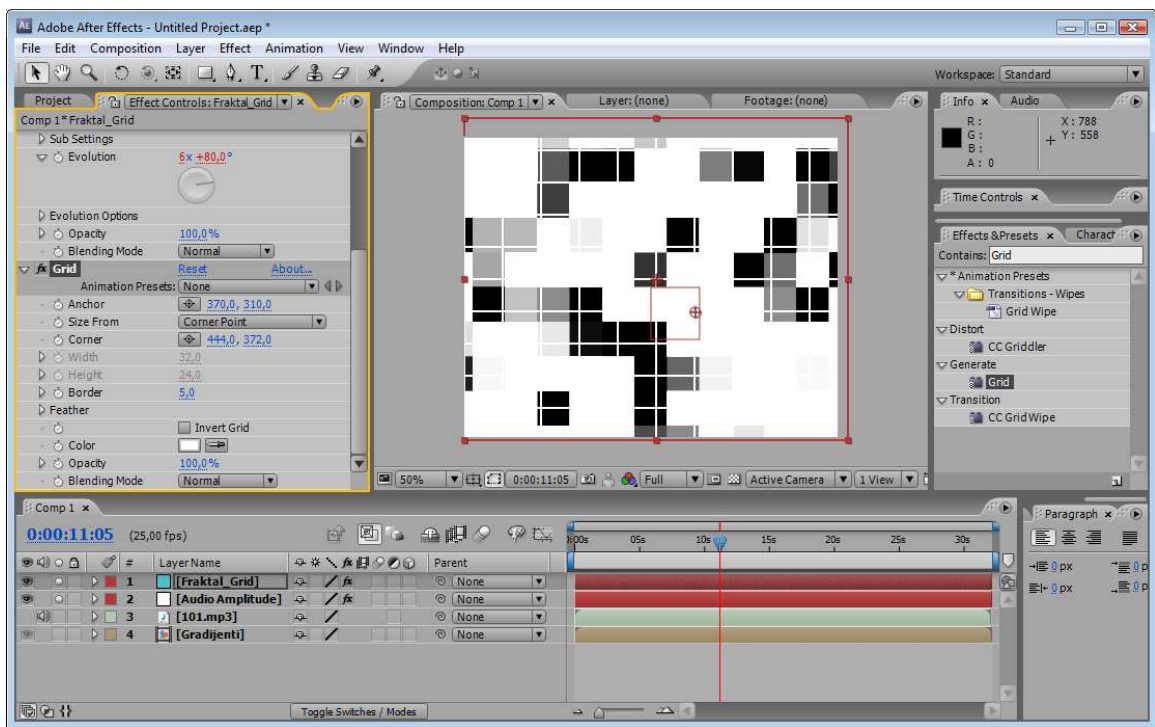 Adobe After Effects - Untitled Project.aep *
File Edit Composition Layer Effect Animation View Window Help
Workspace: Standard
Project Effect Controls: Fraktal_Grid
Comp 1*Fraktal_Grid
Sub Settings
Evolution 6x +80,0°
Evolution Options
Opacity 100,0%
Blending Mode Normal
fx Grid Reset About...
Animation Presets: None
Anchor 370,0, 310,0
Size From Corner Point
Corner 444,0, 372,0
Width 32,0
Height 24,0
Border 5,0
Feather
Invert Grid
Color
Opacity 100,0%
Blending Mode Normal
Composition: Comp 1 Layer: (none) Footage: (none)
50% 0:00:11:05 Full Active Camera 1 View
Info Audio
R: X: 788
G: Y: 558
B:
A: 0
Time Controls
Effects & Presets Charact
Contains: Grid
* Animation Presets
Transitions - Wipes
Grid Wipe
Distort
CC Griddler
Generate
Grid
Transition
CC Grid Wipe
Comp 1
0:00:11:05 (25,00 fps)
# Layer Name Parent
1 [Fraktal_Grid] None
2 [Audio Amplitude] None
3 [101.mp3] None
4 [Gradijenti] None
05s 10s 15s 20s 25s 30s
Toggle Switches / Modes
Paragraph
0 px 0 p
0 px 0 p